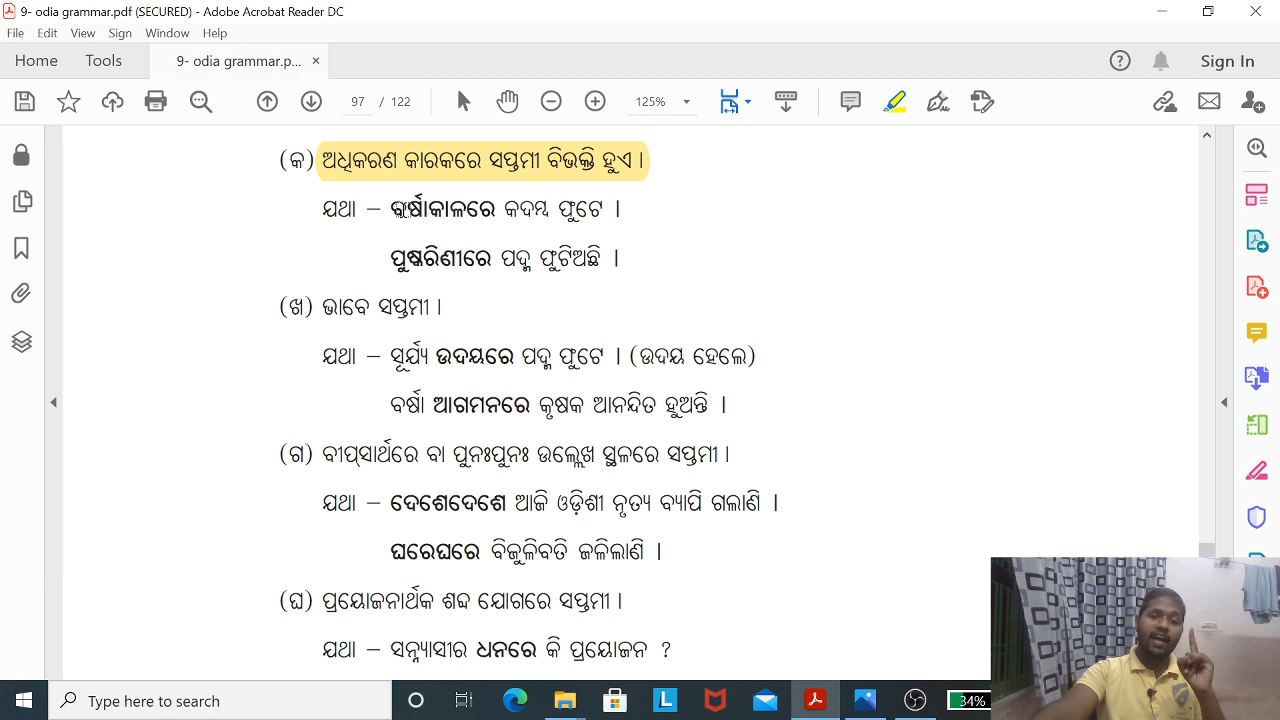 9- odia grammar.pdf (SECURED) - Adobe Acrobat Reader DC
File Edit View Sign Window Help
Home Tools 9- odia grammar.p... × Sign In
97 / 122 125%
(କ) ଅଧିକରଣ କାରକରେ ସପ୍ତମୀ ବିଭକ୍ତି ହୁଏ ।
ଯଥା – ବର୍ଷାକାଳରେ କଦମ୍ବ ଫୁଟେ ।
ପୁଷ୍କରିଣୀରେ ପଦ୍ମ ଫୁଟିଅଛି ।
(ଖ) ଭାବେ ସପ୍ତମୀ ।
ଯଥା – ସୂର୍ଯ୍ୟ ଉଦୟରେ ପଦ୍ମ ଫୁଟେ । (ଉଦୟ ହେଲେ)
ବର୍ଷା ଆଗମନରେ କୃଷକ ଆନନ୍ଦିତ ହୁଅନ୍ତି ।
(ଗ) ବୀପ୍‌ସାର୍ଥରେ ବା ପୁନଃପୁନଃ ଉଲ୍ଲେଖ ସ୍ଥଳରେ ସପ୍ତମୀ ।
ଯଥା – ଦେଶେଦେଶେ ଆଜି ଓଡ଼ିଶୀ ନୃତ୍ୟ ବ୍ୟାପି ଗଲାଣି ।
ଘରେଘରେ ବିଜୁଳିବତି ଜଳିଲାଣି ।
(ଘ) ପ୍ରୟୋଜନାର୍ଥକ ଶବ୍ଦ ଯୋଗରେ ସପ୍ତମୀ ।
ଯଥା – ସନ୍ନ୍ୟାସୀର ଧନରେ କି ପ୍ରୟୋଜନ ?
Type here to search
34%